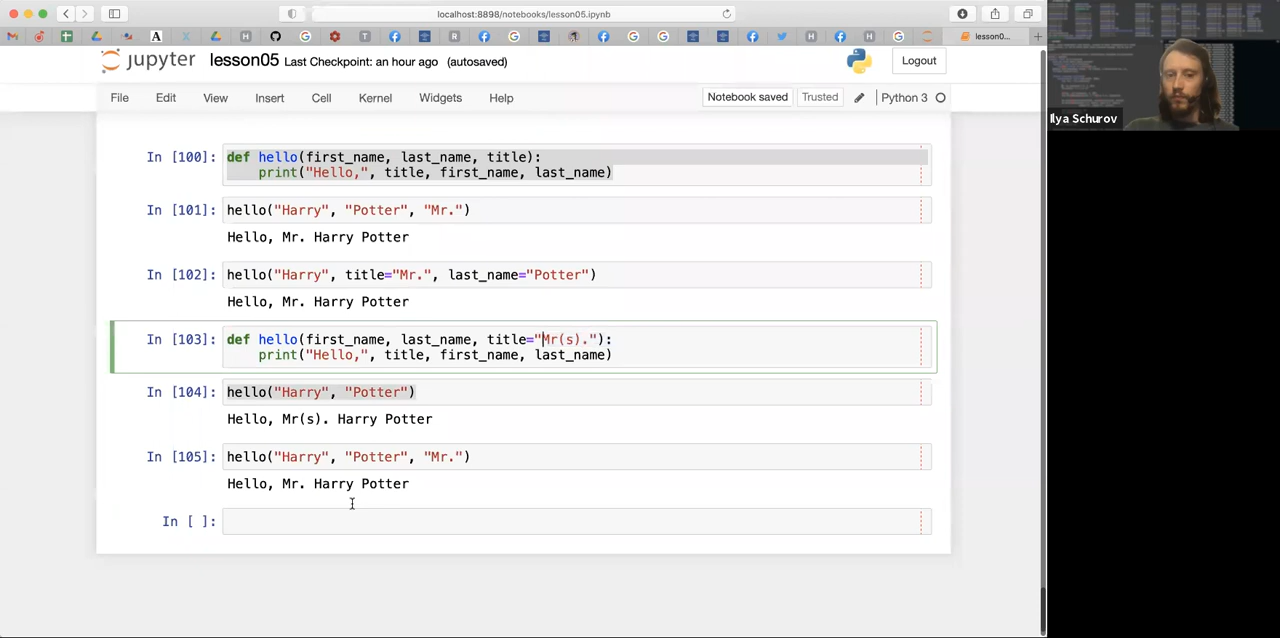 localhost:8898/notebooks/lesson05.ipynb
lesson0...
jupyter lesson05 Last Checkpoint: an hour ago (autosaved)
Logout
File Edit View Insert Cell Kernel Widgets Help
Notebook saved Trusted Python 3
In [100]: def hello(first_name, last_name, title):
print("Hello,", title, first_name, last_name)
In [101]: hello("Harry", "Potter", "Mr.")
Hello, Mr. Harry Potter
In [102]: hello("Harry", title="Mr.", last_name="Potter")
Hello, Mr. Harry Potter
In [103]: def hello(first_name, last_name, title="Mr(s)."):
print("Hello,", title, first_name, last_name)
In [104]: hello("Harry", "Potter")
Hello, Mr(s). Harry Potter
In [105]: hello("Harry", "Potter", "Mr.")
Hello, Mr. Harry Potter
In [ ]:
Ilya Schurov